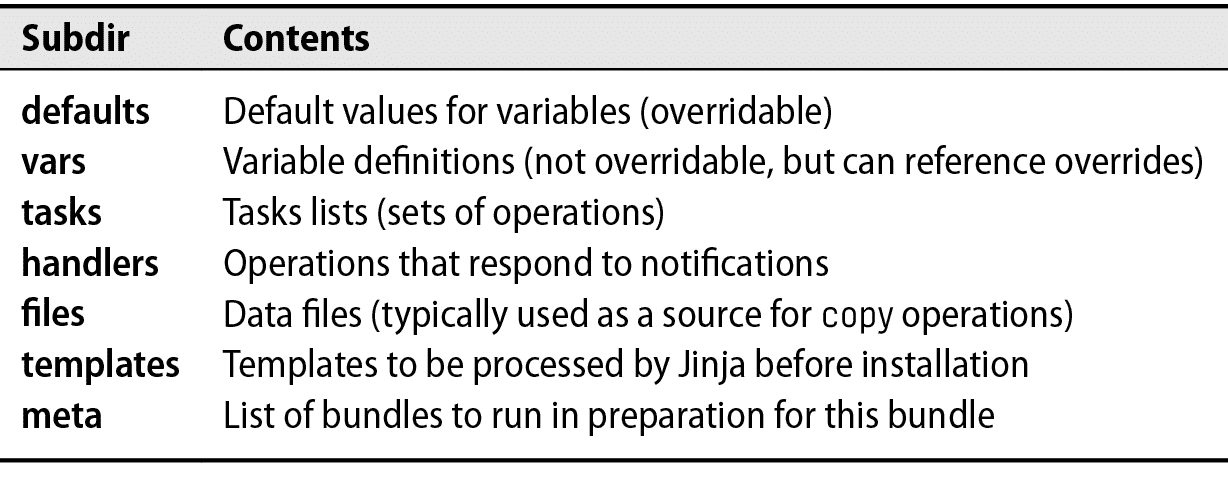 Subdir Contents
defaults Default values for variables (overridable)
vars Variable definitions (not overridable, but can reference overrides)
tasks Tasks lists (sets of operations)
handlers Operations that respond to notifications
files Data files (typically used as a source for copy operations)
templates Templates to be processed by Jinja before installation
meta List of bundles to run in preparation for this bundle